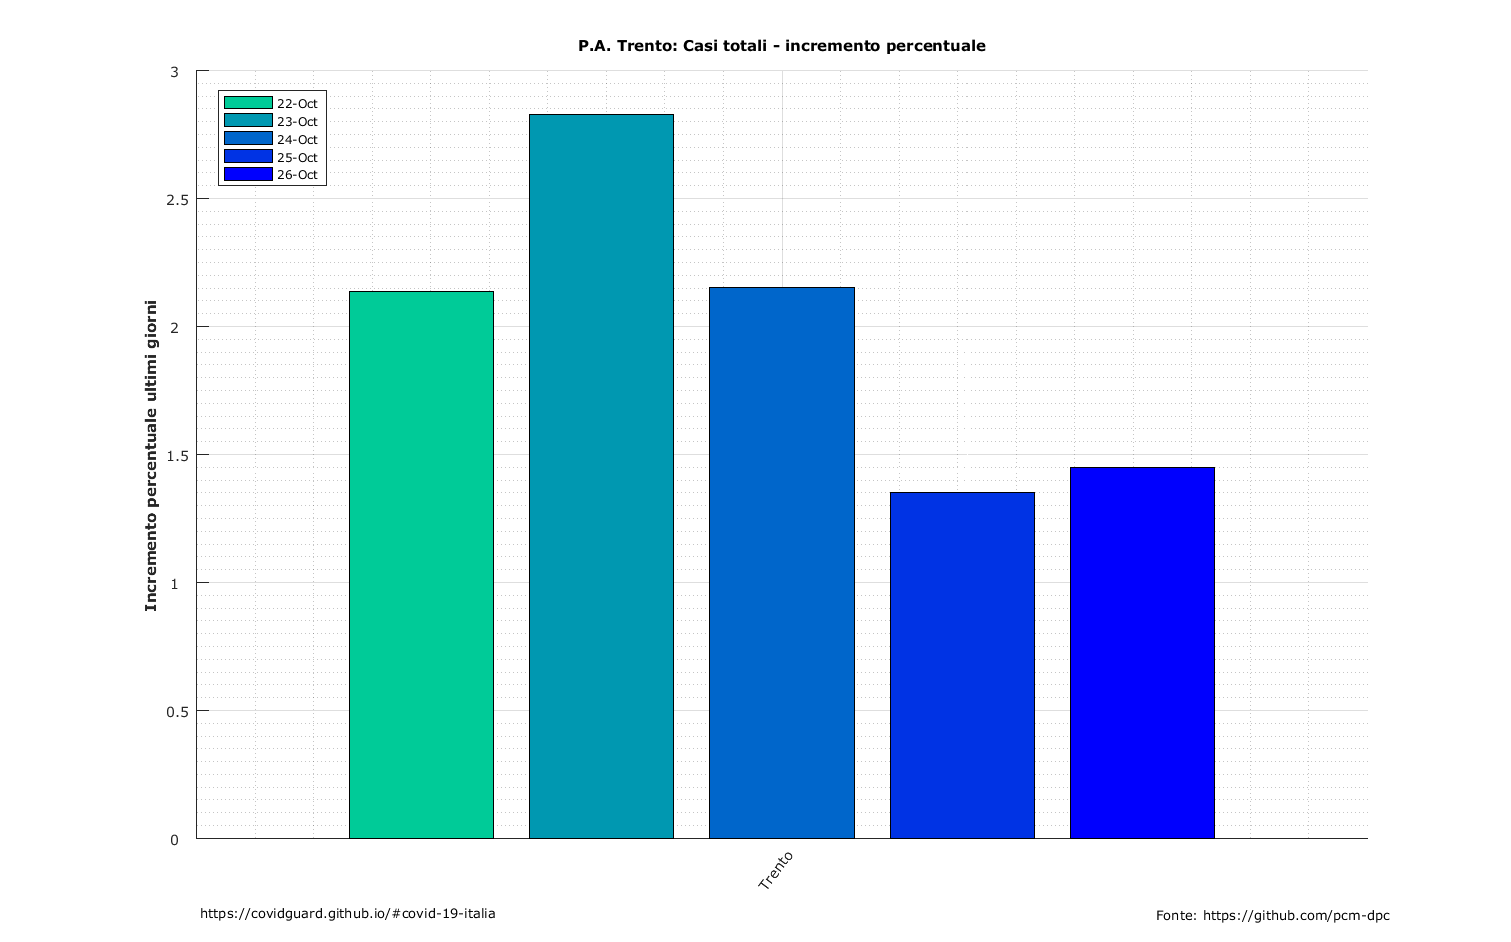 P.A. Trento: Casi totali - incremento percentuale
22-Oct
23-Oct
24-Oct
25-Oct
26-Oct
Incremento percentuale ultimi giorni
3
2.5
2
1.5
1
0.5
0
Trento
https://covidguard.github.io/#covid-19-italia
Fonte: https://github.com/pcm-dpc